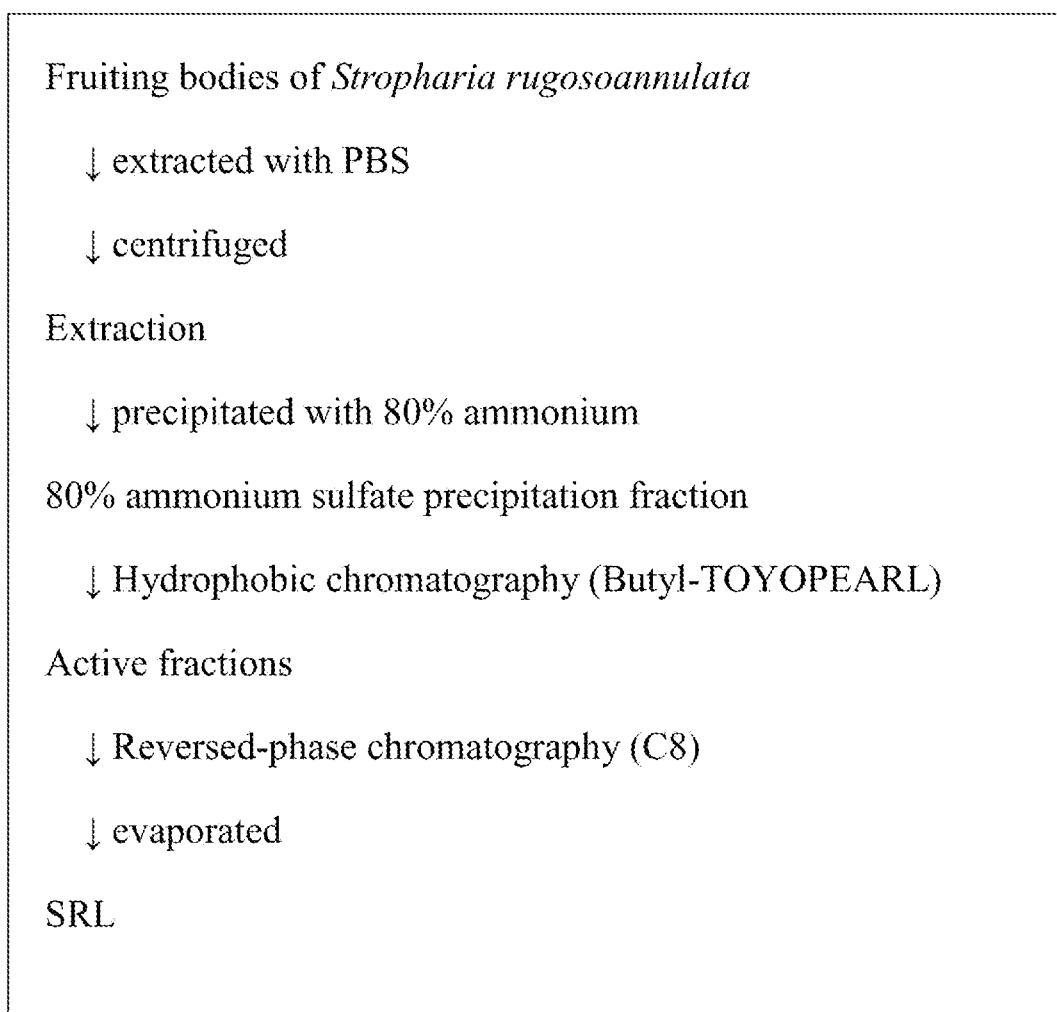 Fruiting bodies of Stropharia rugosoannulata
↓ extracted with PBS
↓ centrifuged
Extraction
↓ precipitated with 80% ammonium
80% ammonium sulfate precipitation fraction
↓ Hydrophobic chromatography (Butyl-TOYOPEARL)
Active fractions
↓ Reversed-phase chromatography (C8)
↓ evaporated
SRL